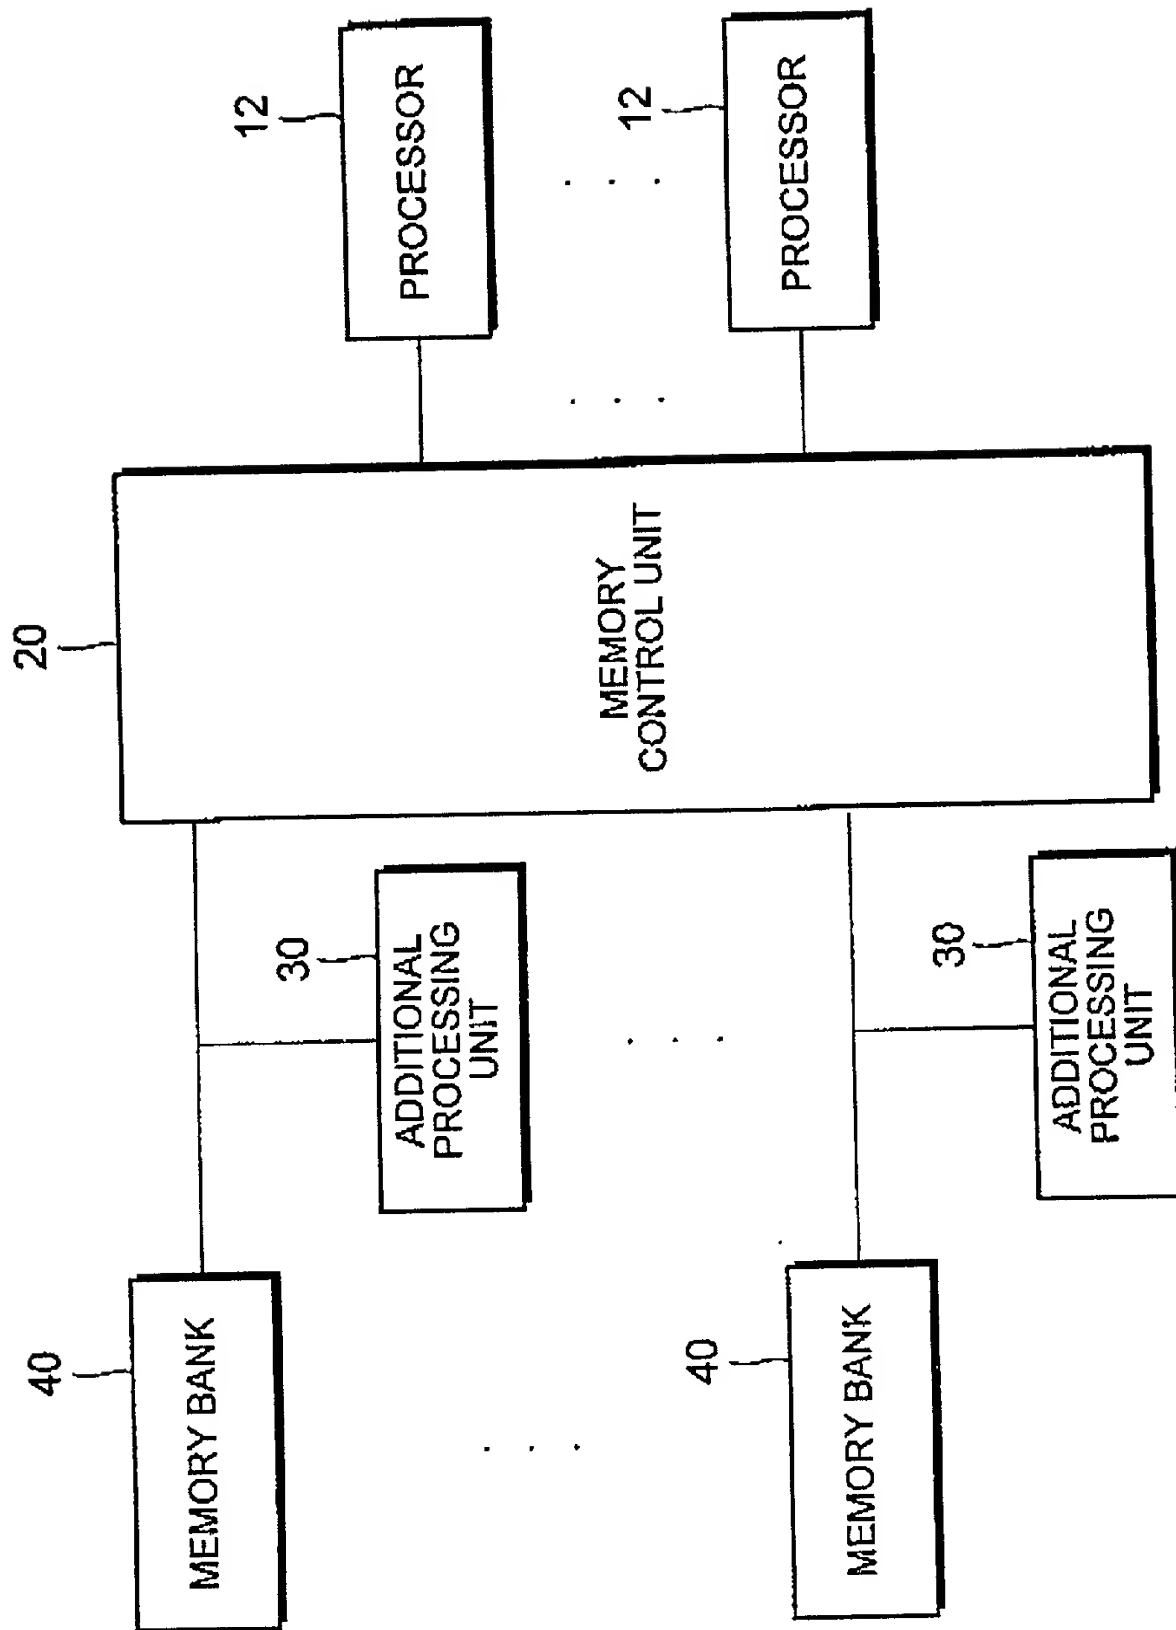 40
MEMORY BANK
30
ADDITIONAL
PROCESSING
UNIT
20
MEMORY
CONTROL UNIT
12
PROCESSOR
. . .
. . .
. . .
. . .
40
MEMORY BANK
30
ADDITIONAL
PROCESSING
UNIT
12
PROCESSOR